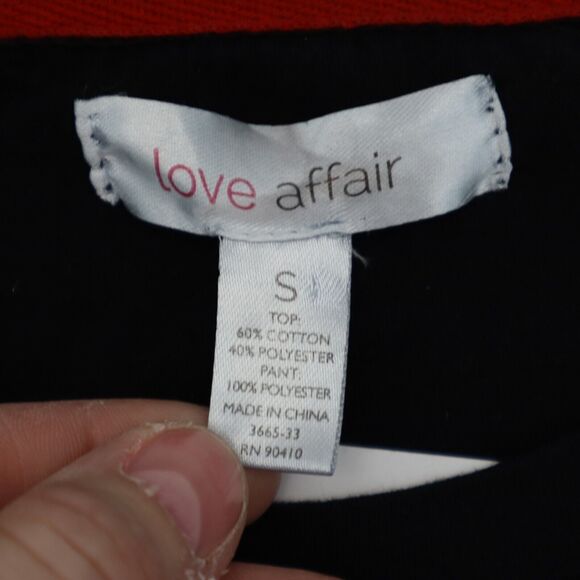 love affair
S
TOP:
60% COTTON
40% POLYESTER
PANT:
100% POLYESTER
MADE IN CHINA
3665-33
RN 90410